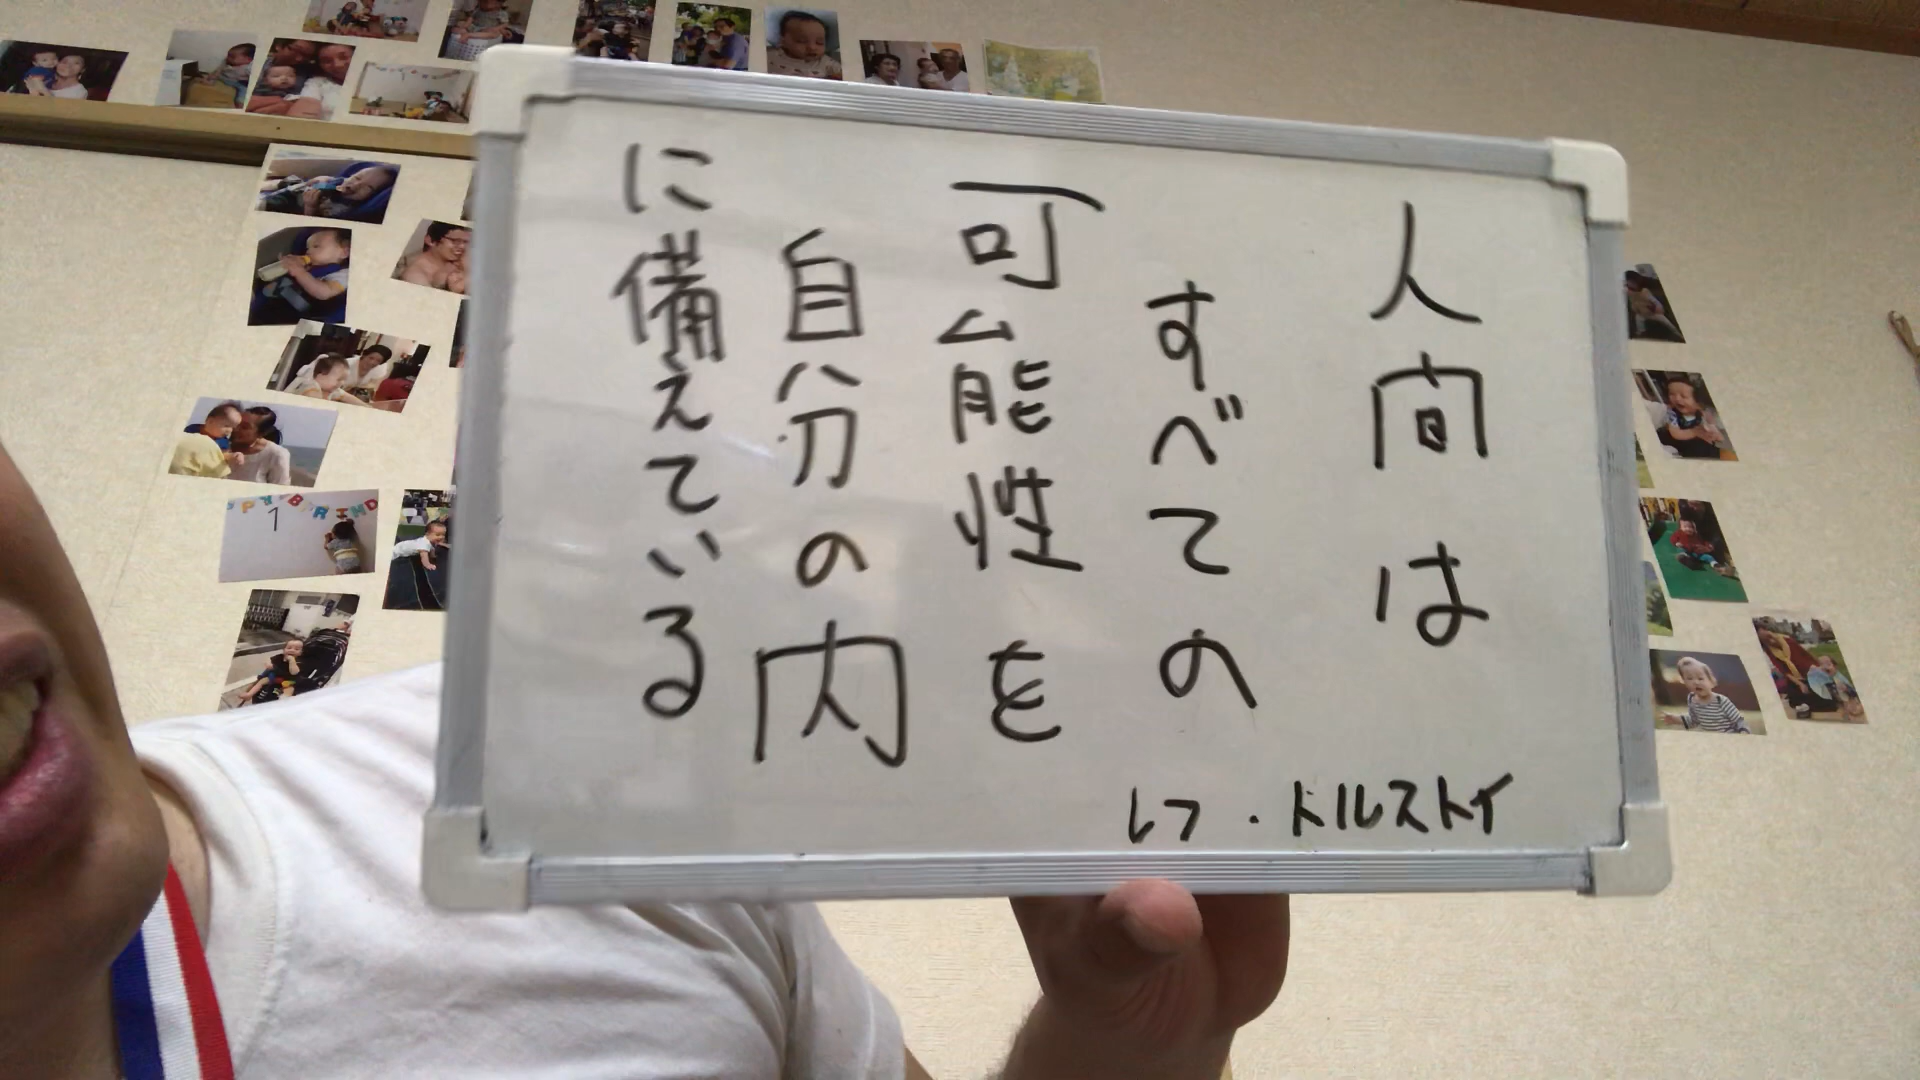 人間は
すべての
可能性を
自分の内
に備えている
レフ・トルストイ
1